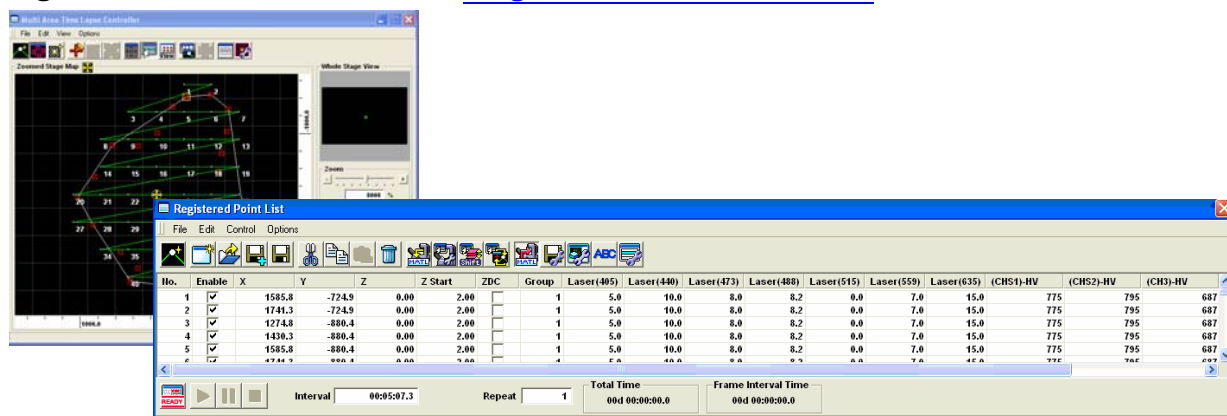 Multi Area Time Lapse Controller
File Edit View Options
Zoomed Stage Map
Whole Stage View
1 2
3 4 5 6 7
8 9 10 11 12 13
14 15 16 17 18 19
Zoom
20 21 22
27 28 29
34 35
Registered Point List
File Edit Control Options
MATL MATL ABC
No. Enable X Y Z Z Start ZDC Group Laser(405) Laser(440) Laser(473) Laser(488) Laser(515) Laser(559) Laser(635) (CHS1)-HV (CHS2)-HV (CH3)-HV
1 1585.8 -724.9 0.00 2.00 1 5.0 10.0 8.0 8.2 0.0 7.0 15.0 775 795 687
2 1741.3 -724.9 0.00 2.00 1 5.0 10.0 8.0 8.2 0.0 7.0 15.0 775 795 687
3 1274.8 -880.4 0.00 2.00 1 5.0 10.0 8.0 8.2 0.0 7.0 15.0 775 795 687
4 1430.3 -880.4 0.00 2.00 1 5.0 10.0 8.0 8.2 0.0 7.0 15.0 775 795 687
5 1585.8 -880.4 0.00 2.00 1 5.0 10.0 8.0 8.2 0.0 7.0 15.0 775 795 687
READY
Interval 00:05:07.3 Repeat 1
Total Time
00d 00:00:00.0
Frame Interval Time
00d 00:00:00.0